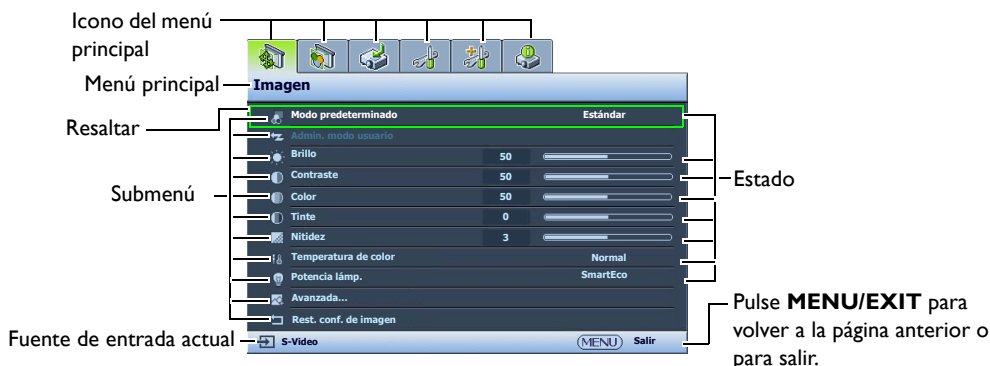 Icono del menú
principal
Menú principal
Imagen
Resaltar
Modo predeterminado Estándar
Admin. modo usuario
Brillo 50
Contraste 50
Color 50
Tinte 0
Nitidez 3
Temperatura de color Normal
Potencia lámp. SmartEco
Avanzada...
Rest. conf. de imagen
Submenú
Estado
Fuente de entrada actual
S-Video MENU Salir
Pulse MENU/EXIT para
volver a la página anterior o
para salir.